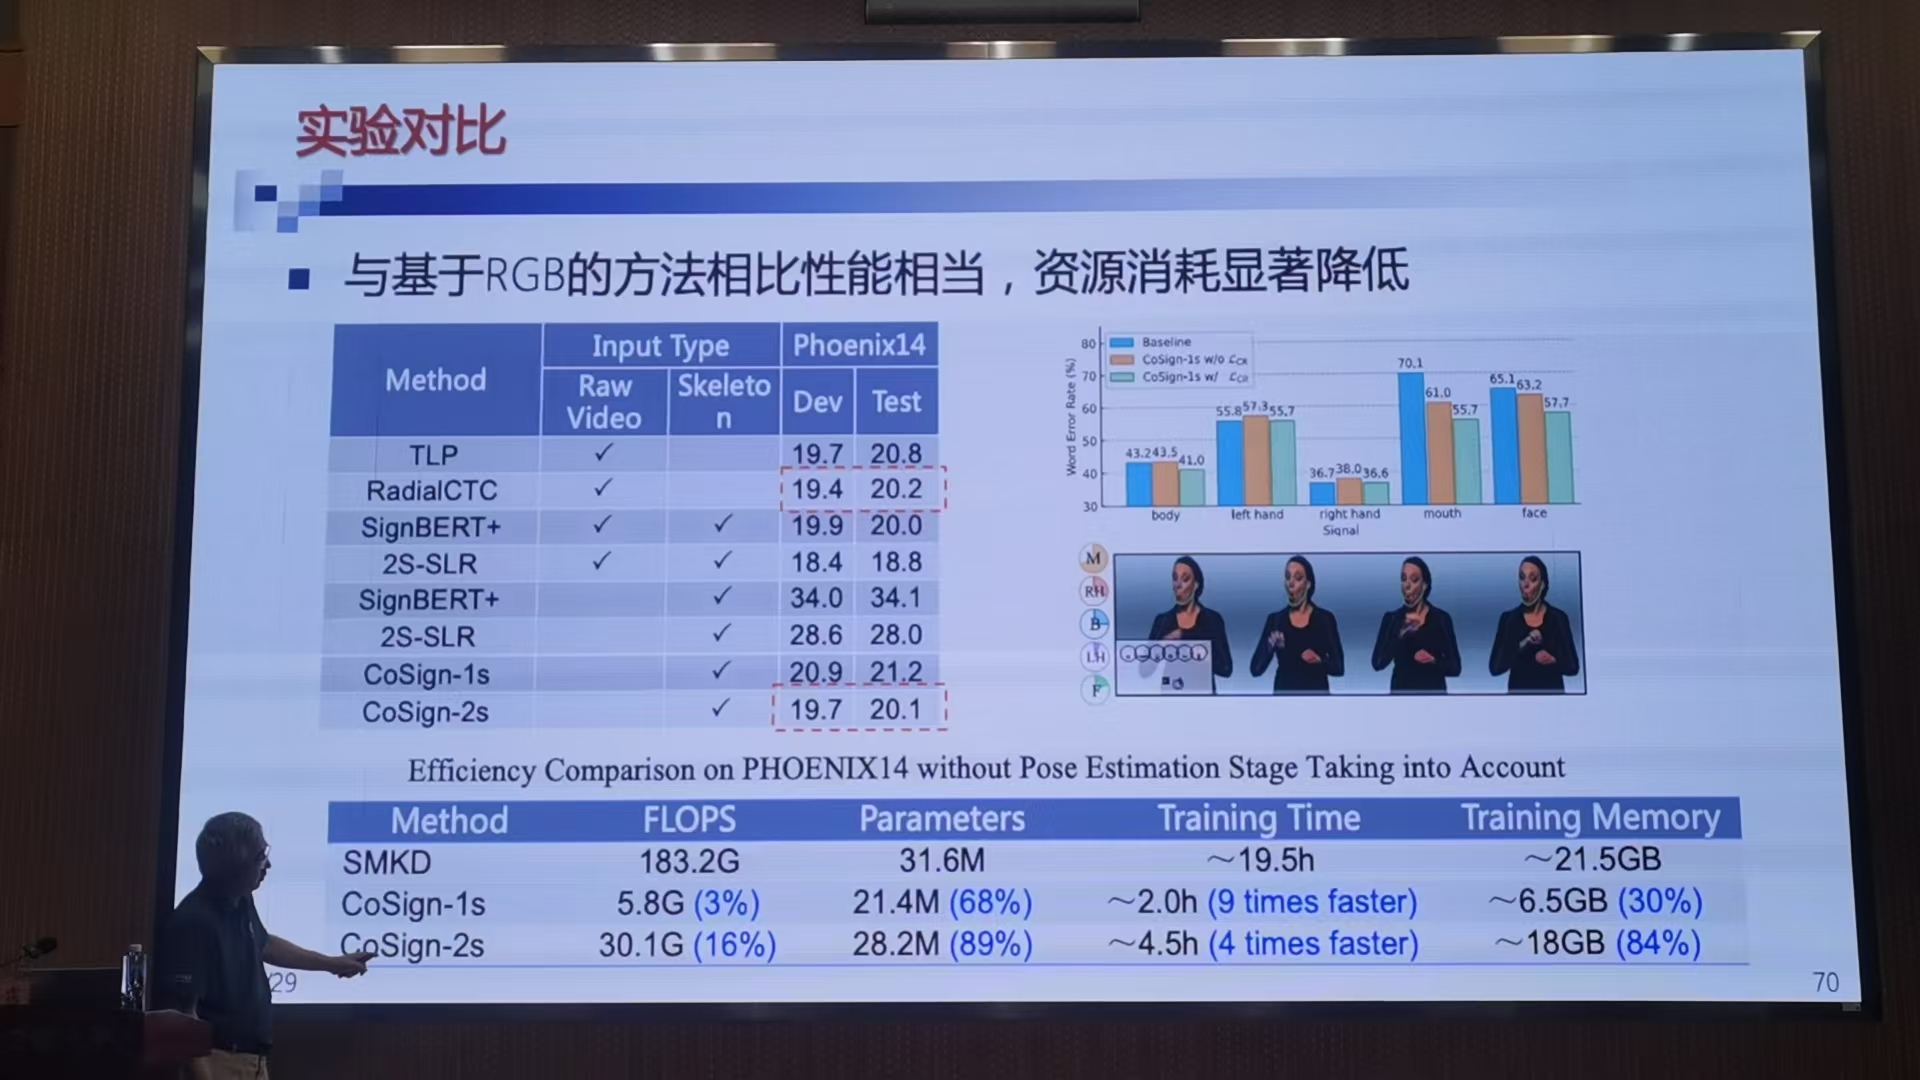 实验对比
与基于RGB的方法相比性能相当，资源消耗显著降低
Method Input Type Phoenix14
Raw Video Skeleton Dev Test
TLP ✓ 19.7 20.8
RadialCTC ✓ 19.4 20.2
SignBERT+ ✓ ✓ 19.9 20.0
2S-SLR ✓ ✓ 18.4 18.8
SignBERT+ ✓ 34.0 34.1
2S-SLR ✓ 28.6 28.0
CoSign-1s ✓ 20.9 21.2
CoSign-2s ✓ 19.7 20.1
Word Error Rate (%)
80
70
60
50
40
30
Baseline
CoSign-1s w/o ℒCR
CoSign-1s w/ ℒCR
43.2 43.5 41.0
55.8 57.3 55.7
36.7 38.0 36.6
70.1 61.0 55.7
65.1 63.2 57.7
body left hand right hand mouth face
Signal
M
RH
B
LH
F
Efficiency Comparison on PHOENIX14 without Pose Estimation Stage Taking into Account
Method FLOPS Parameters Training Time Training Memory
SMKD 183.2G 31.6M ～19.5h ～21.5GB
CoSign-1s 5.8G (3%) 21.4M (68%) ～2.0h (9 times faster) ～6.5GB (30%)
CoSign-2s 30.1G (16%) 28.2M (89%) ～4.5h (4 times faster) ～18GB (84%)
/29
70